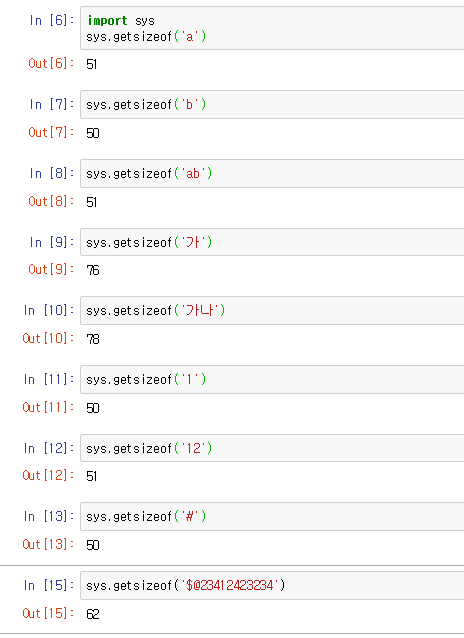 In [6]: import sys
sys.getsizeof('a')
Out[6]: 51
In [7]: sys.getsizeof('b')
Out[7]: 50
In [8]: sys.getsizeof('ab')
Out[8]: 51
In [9]: sys.getsizeof('가')
Out[9]: 76
In [10]: sys.getsizeof('가나')
Out[10]: 78
In [11]: sys.getsizeof('1')
Out[11]: 50
In [12]: sys.getsizeof('12')
Out[12]: 51
In [13]: sys.getsizeof('#')
Out[13]: 50
In [15]: sys.getsizeof('$@23412423234')
Out[15]: 62